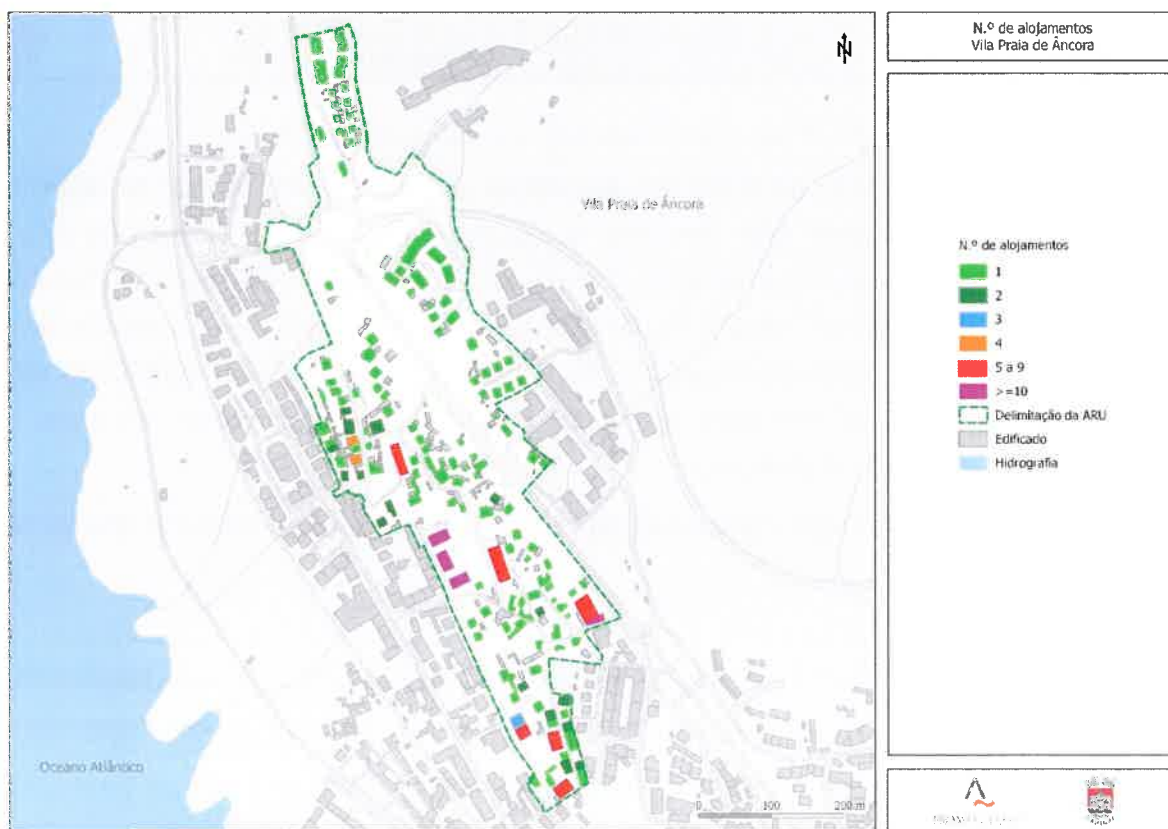 N.º de alojamentos
Vila Praia de Âncora
N
Vila Praia de Âncora
N.º de alojamentos
1
2
3
4
5 a 9
>=10
Delimitação da ARU
Edificado
Hidrografia
Oceano Atlântico
0 100 200 m